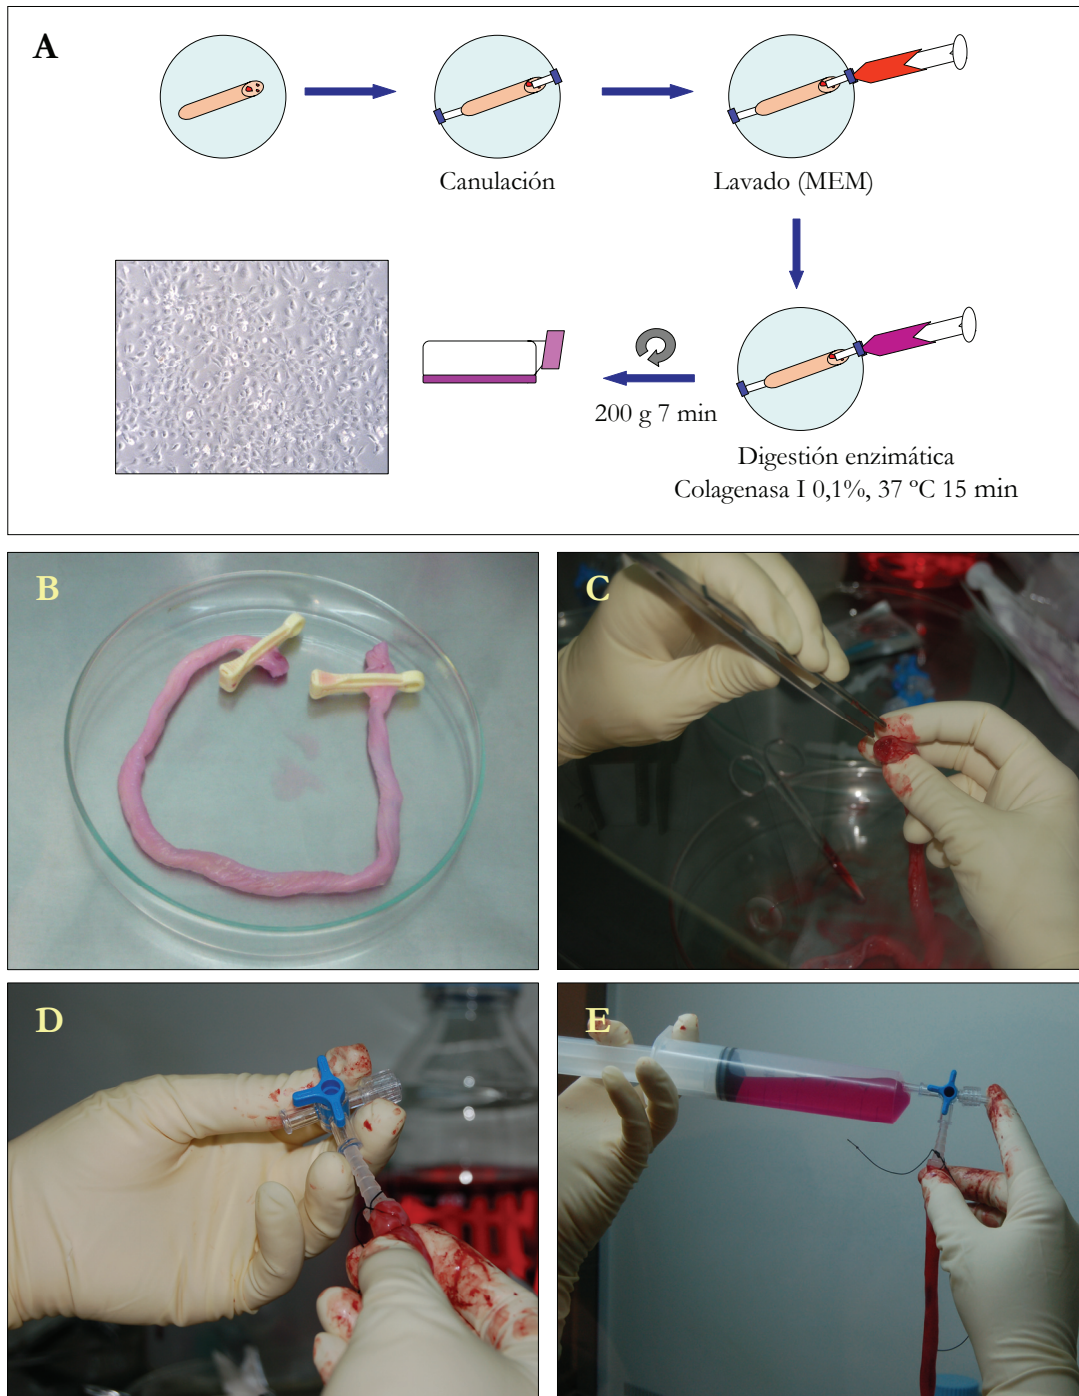 A
Canulación
Lavado (MEM)
200 g 7 min
Digestión enzimática
Colagenasa I 0,1%, 37 ºC 15 min
B
C
D
E